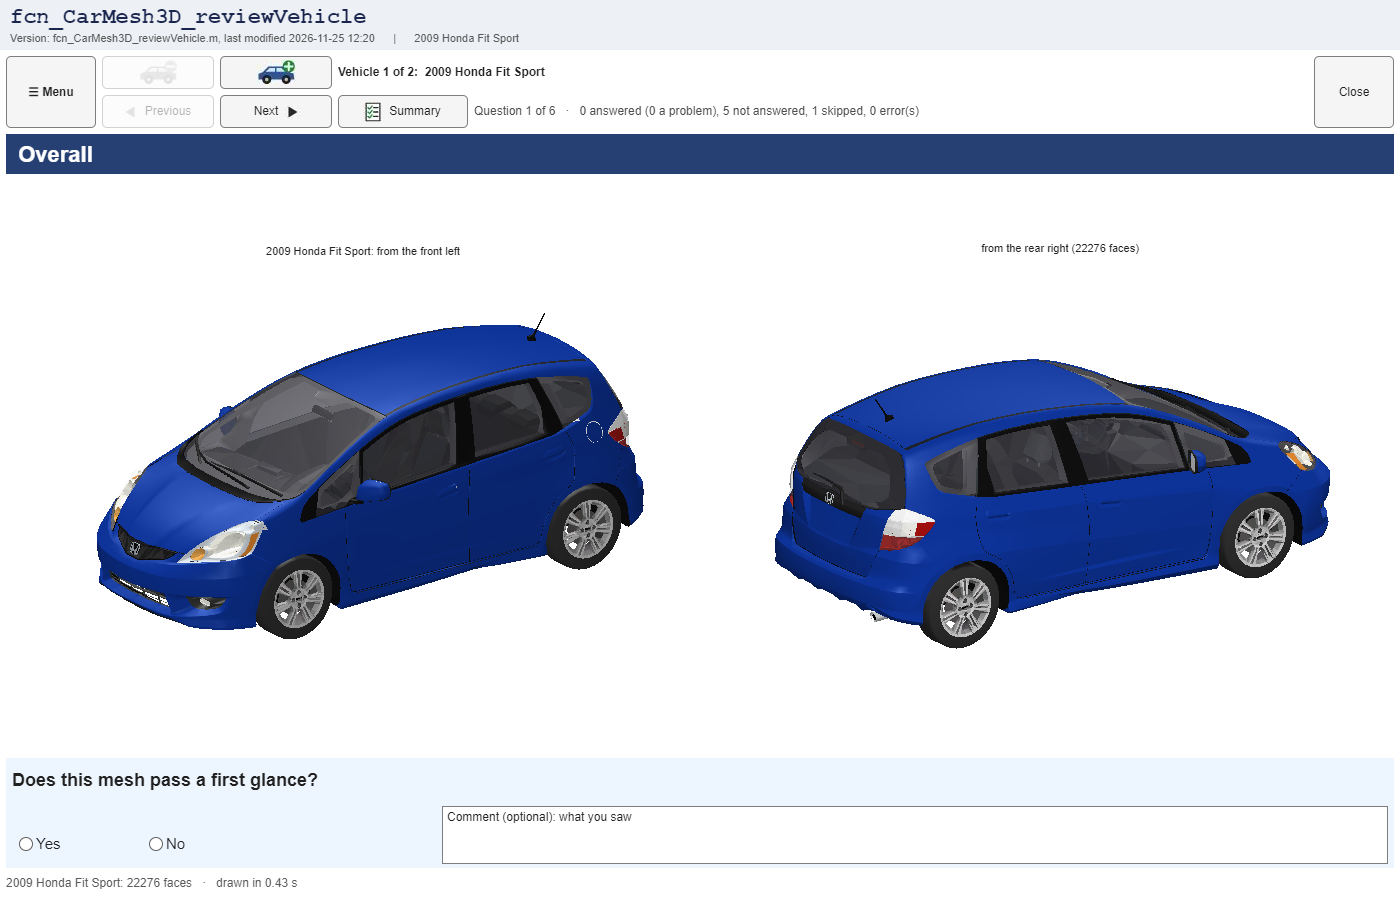 fcn_CarMesh3D_reviewVehicle
Version: fcn_CarMesh3D_reviewVehicle.m, last modified 2026-11-25 12:20 | 2009 Honda Fit Sport
☰ Menu
Vehicle 1 of 2: 2009 Honda Fit Sport
Close
◀ Previous
Next ▶
Summary
Question 1 of 6 · 0 answered (0 a problem), 5 not answered, 1 skipped, 0 error(s)
Overall
2009 Honda Fit Sport: from the front left
from the rear right (22276 faces)
Does this mesh pass a first glance?
Yes
No
Comment (optional): what you saw
2009 Honda Fit Sport: 22276 faces · drawn in 0.43 s